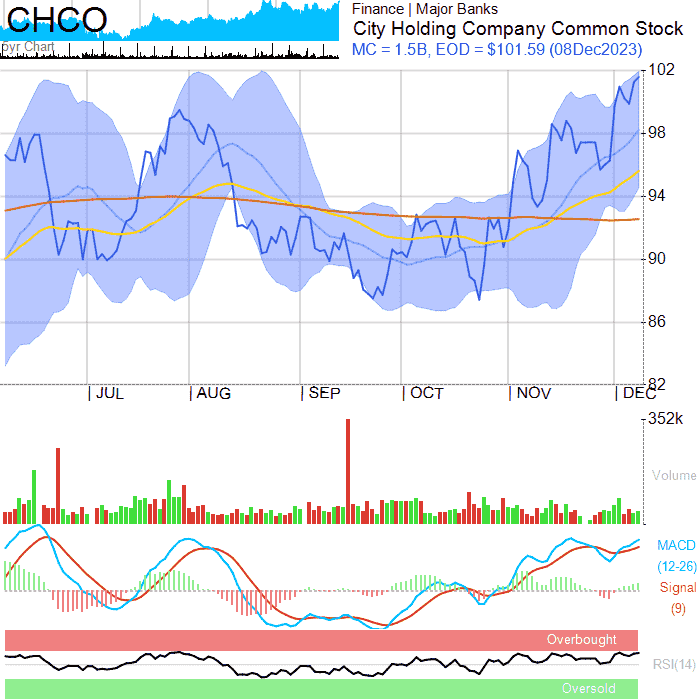 CHCO
5yr Chart
Finance | Major Banks
City Holding Company Common Stock
MC = 1.5B, EOD = $101.59 (08Dec2023)
102
98
94
90
86
82
JUL AUG SEP OCT NOV DEC
352k
Volume
MACD
(12-26)
Signal
(9)
Overbought
RSI(14)
Oversold